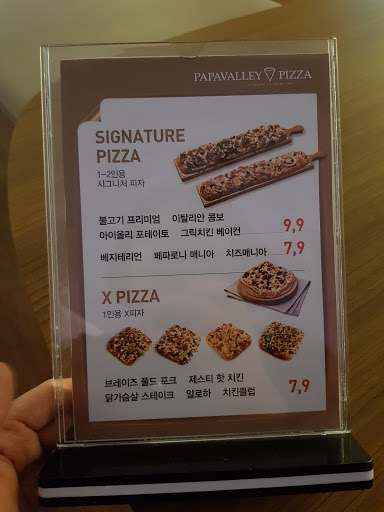 PAPAVALLEY PIZZA
SIGNATURE
PIZZA
1-2인용
시그니처 피자
불고기 프리미엄 이탈리안 콤보
아이올리 포테이토 그릭치킨 베이컨 9,9
베지테리언 페파로니 매니아 치즈매니아 7,9
X PIZZA
1인용 X피자
브레이즈 풀드 포크 제스티 핫 치킨
닭가슴살 스테이크 알로하 치킨클럽 7,9